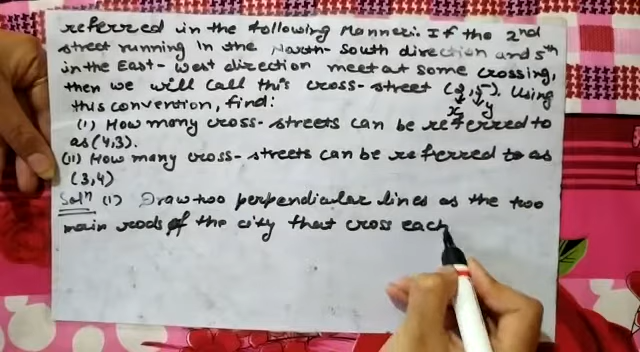 referred in the following Manner: If the 2nd
street running in the North-South direction and 5th
in the East-West direction meet at some crossing,
then we will call this cross-street (2,5). Using
x y
this convention, find:
(i) How many cross-streets can be referred to
as (4,3).
(ii) How many cross-streets can be referred to as
(3,4)
Solⁿ (i) Draw two perpendicular lines as the two
main roads of the city that cross each